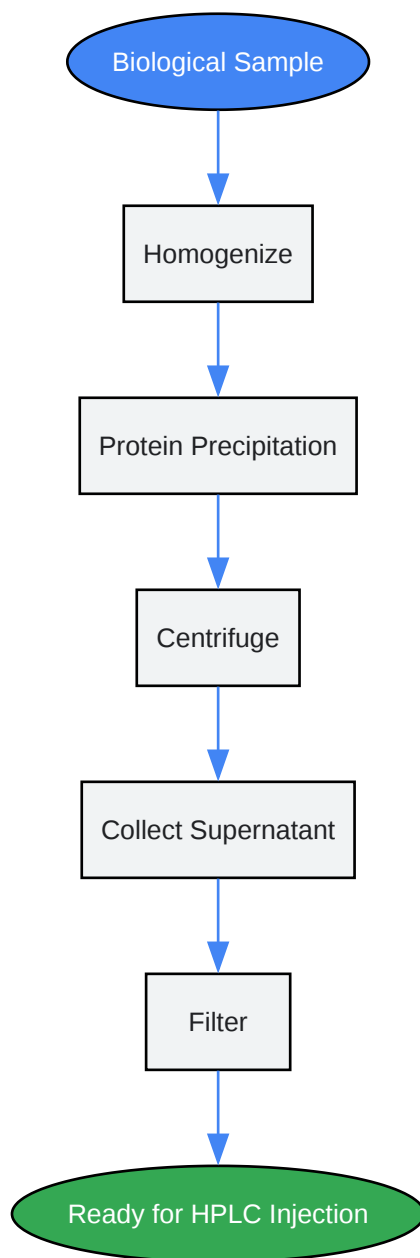 Biological Sample
Homogenize
Protein Precipitation
Centrifuge
Collect Supernatant
Filter
Ready for HPLC Injection